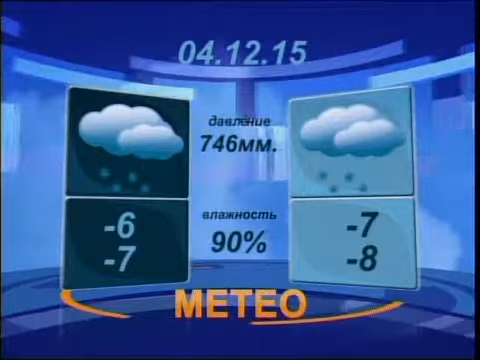 04.12.15
давление
746мм.
-6
-7
влажность
90%
-7
-8
МЕТЕО